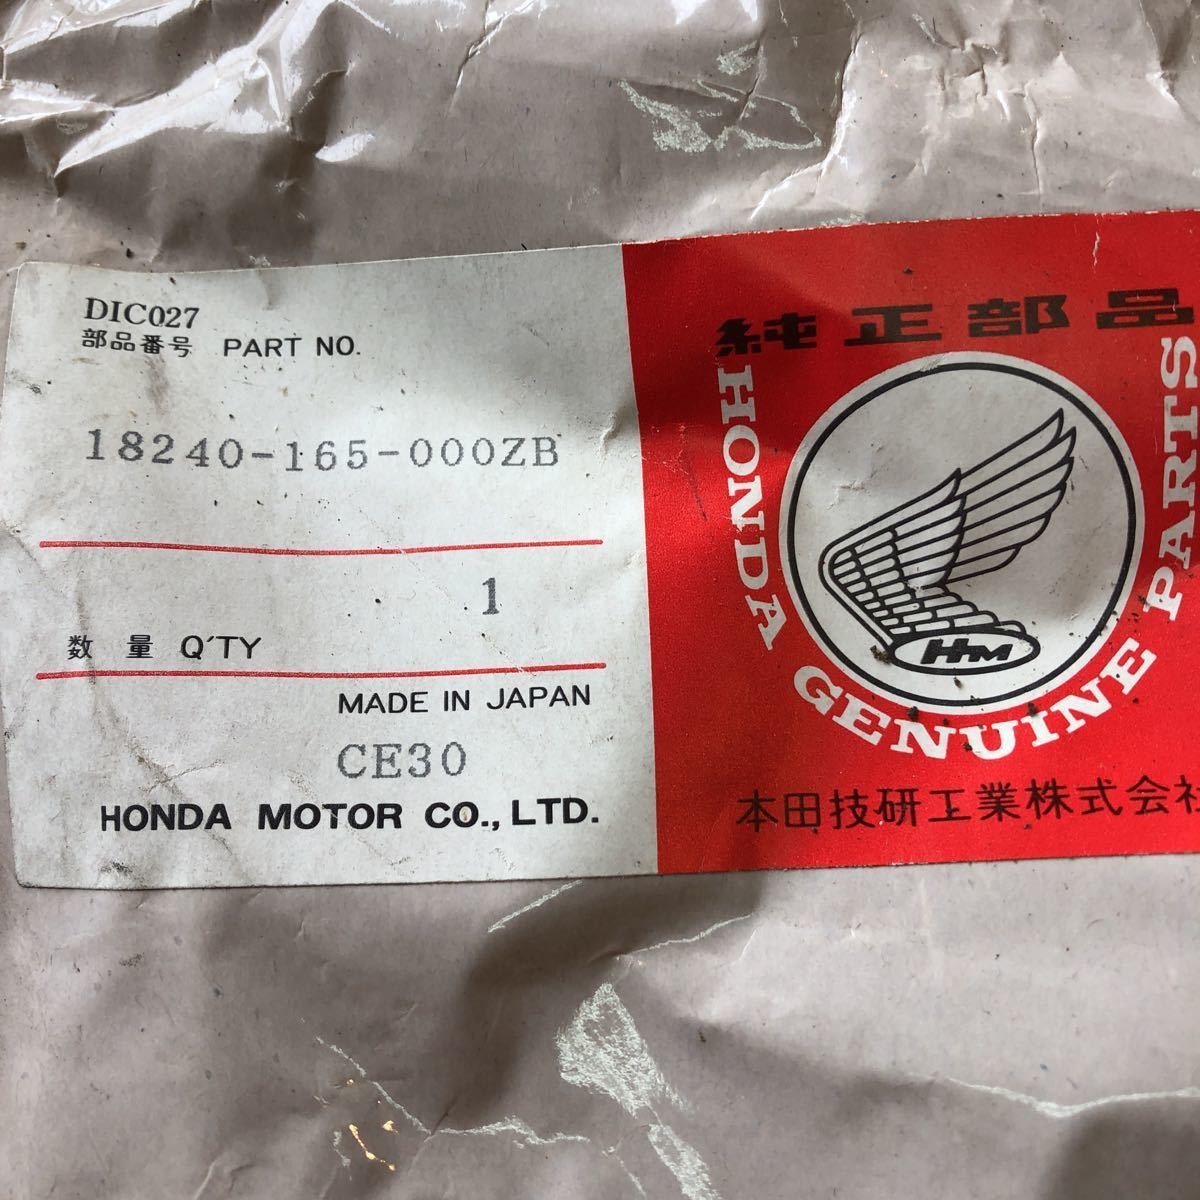 DIC027
部品番号 PART NO.
18240-165-000ZB
1
数量 Q'TY
MADE IN JAPAN
CE30
HONDA MOTOR CO., LTD.
純正部品
HONDA GENUINE PARTS
HM
本田技研工業株式会社